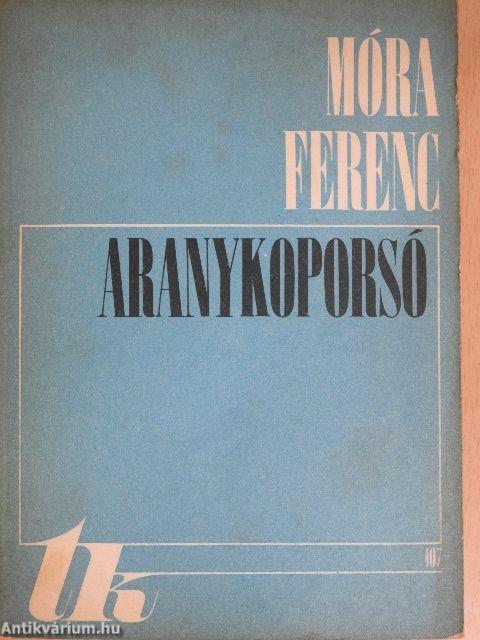 MÓRA
FERENC
ARANYKOPORSÓ
tk
107
Antikvárium.hu